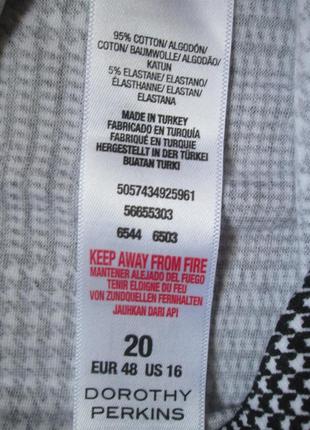 95% COTTON/ ALGODÓN/
COTON/ BAUMWOLLE/ ALGODÃO/
KATUN
5% ELASTANE/ ELASTANO/
ÉLASTHANNE/ ELASTAN/
ELASTANA
MADE IN TURKEY
FABRICADO EN TURQUÍA
FABRIQUÉ EN TURQUIE
HERGESTELLT IN DER TÜRKEI
BUATAN TURKI
5057434925961
56655303
6544 6503
KEEP AWAY FROM FIRE
MANTENER ALEJADO DEL FUEGO
TENIR ELOIGNE DU FEU
VON ZUNDQUELLEN FERNHALTEN
JAUHKAN DARI API
20
EUR 48 US 16
DOROTHY
PERKINS